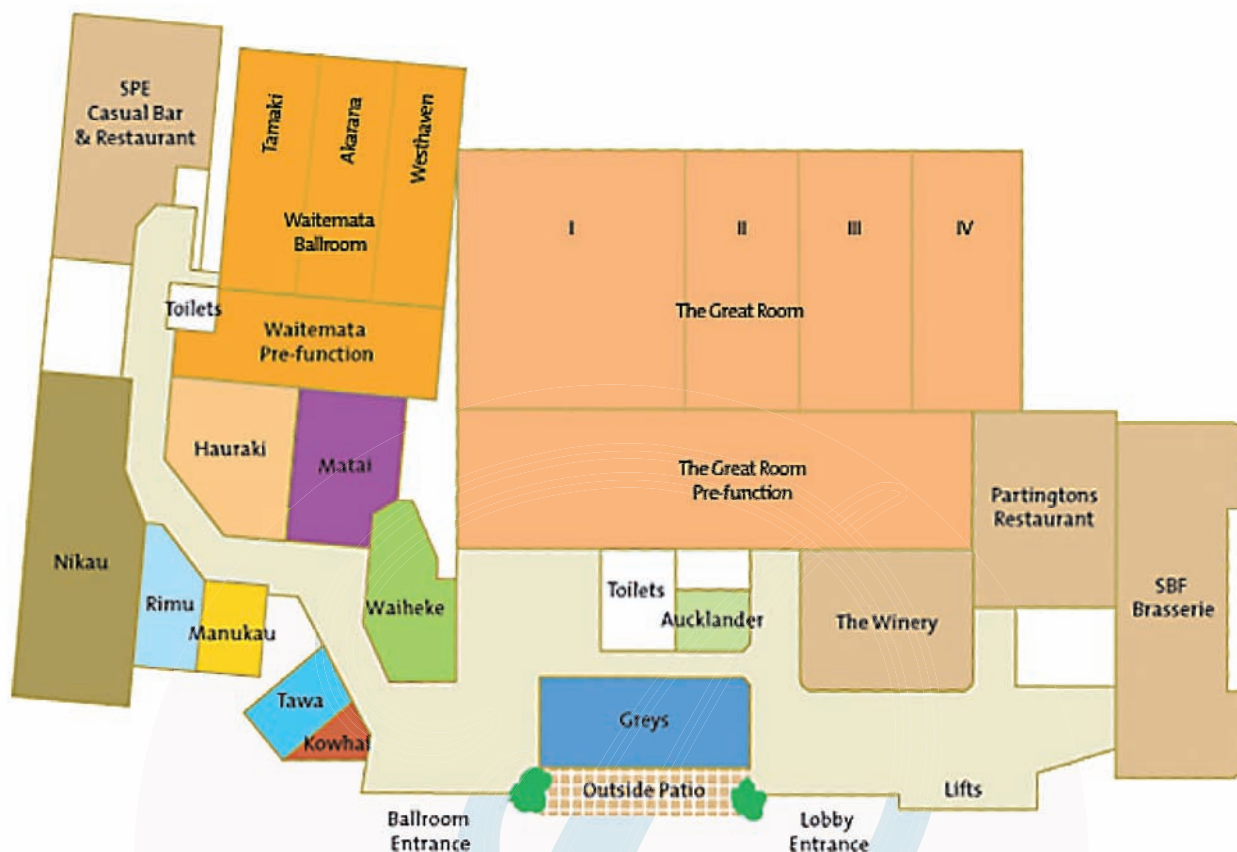 SPE
Casual Bar
& Restaurant
Tamaki
Akarana
Westhaven
Waitemata
Ballroom
I
II
III
IV
The Great Room
Toilets
Waitemata
Pre-function
Hauraki
Matai
The Great Room
Pre-function
Partingtons
Restaurant
Nikau
Rimu
Manukau
Waiheke
Toilets
Aucklander
The Winery
SBF
Brasserie
Tawa
Kowhai
Greys
Outside Patio
Lifts
Ballroom
Entrance
Lobby
Entrance